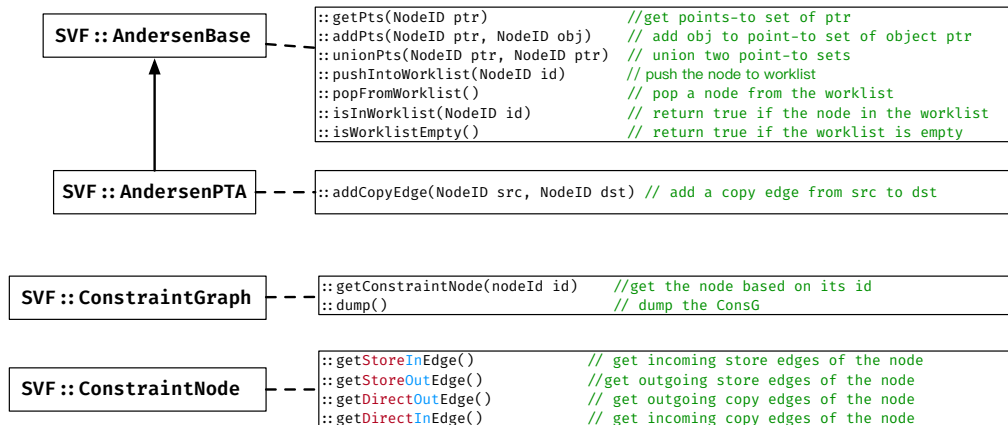 SVF::AndersenBase
::getPts(NodeID ptr) //get points-to set of ptr
::addPts(NodeID ptr, NodeID obj) // add obj to point-to set of object ptr
::unionPts(NodeID ptr, NodeID ptr) // union two point-to sets
::pushIntoWorklist(NodeID id) // push the node to worklist
::popFromWorklist() // pop a node from the worklist
::isInWorklist(NodeID id) // return true if the node in the worklist
::isWorklistEmpty() // return true if the worklist is empty
SVF::AndersenPTA
::addCopyEdge(NodeID src, NodeID dst) // add a copy edge from src to dst
SVF::ConstraintGraph
::getConstraintNode(nodeId id) //get the node based on its id
::dump() // dump the ConsG
SVF::ConstraintNode
::getStoreInEdge() // get incoming store edges of the node
::getStoreOutEdge() //get outgoing store edges of the node
::getDirectOutEdge() // get outgoing copy edges of the node
::getDirectInEdge() // get incoming copy edges of the node